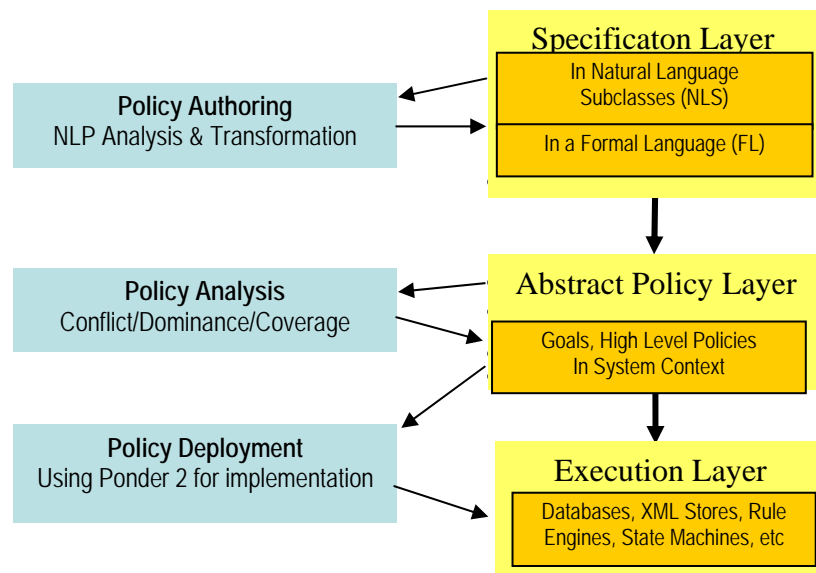 Specificaton Layer
In Natural Language
Subclasses (NLS)
In a Formal Language (FL)
Policy Authoring
NLP Analysis & Transformation
Abstract Policy Layer
Goals, High Level Policies
In System Context
Policy Analysis
Conflict/Dominance/Coverage
Policy Deployment
Using Ponder 2 for implementation
Execution Layer
Databases, XML Stores, Rule
Engines, State Machines, etc